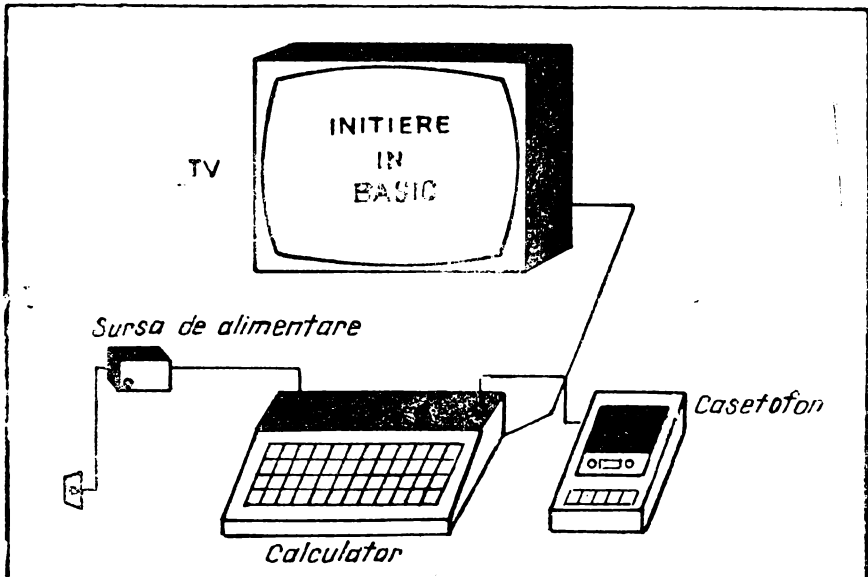 INITIERE
IN
BASIC
TV
Sursa de alimentare
Casetofon
Calculator